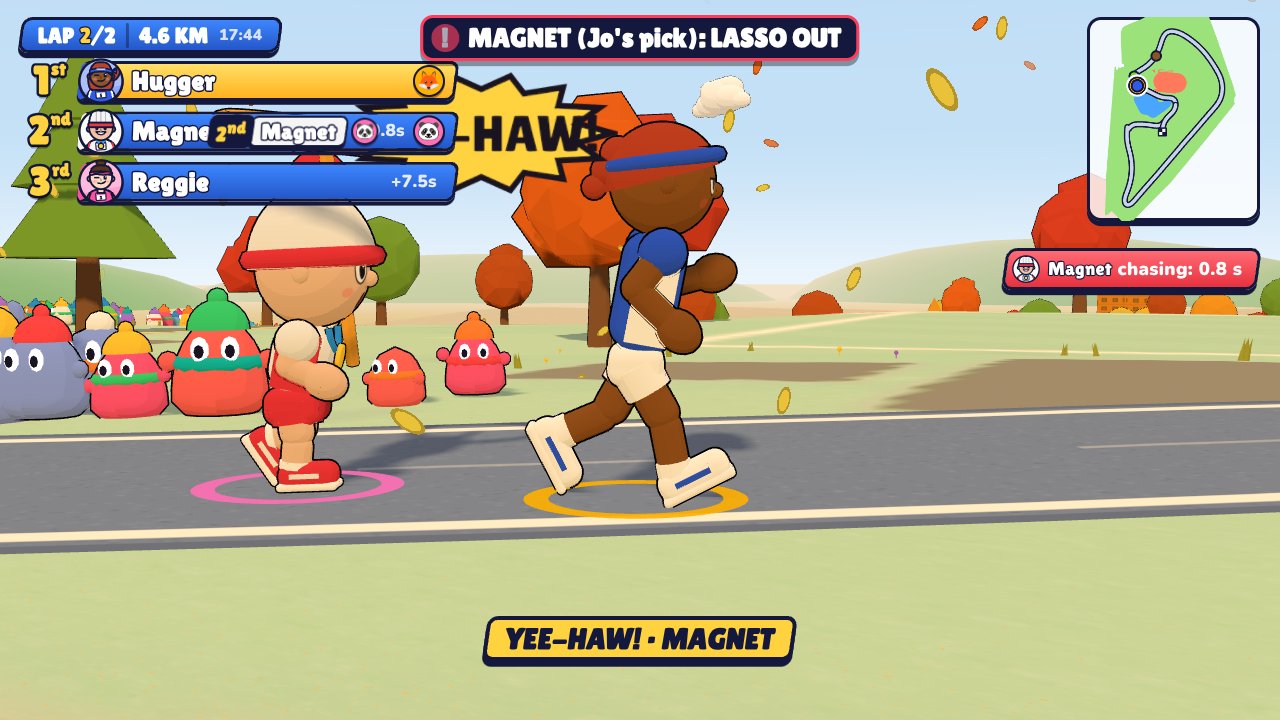 LAP 2/2 4.6 KM 17:44
! MAGNET (Jo's pick): LASSO OUT
1st Hugger
2nd Magne 2nd Magnet .8s
3rd Reggie +7.5s
-HAW!
Magnet chasing: 0.8 s
YEE-HAW! · MAGNET